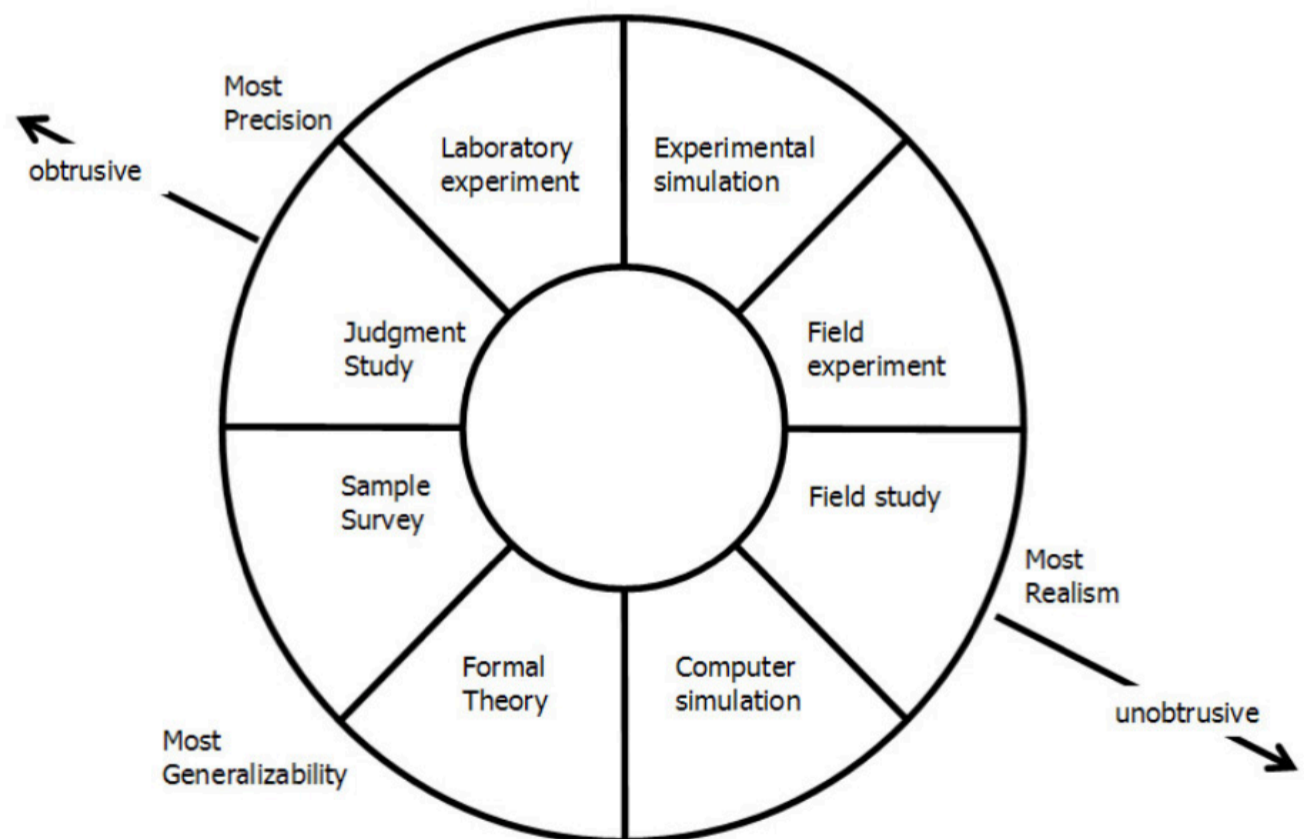 Most
Precision
obtrusive
Laboratory
experiment
Experimental
simulation
Judgment
Study
Field
experiment
Sample
Survey
Field study
Most
Realism
Formal
Theory
Computer
simulation
unobtrusive
Most
Generalizability